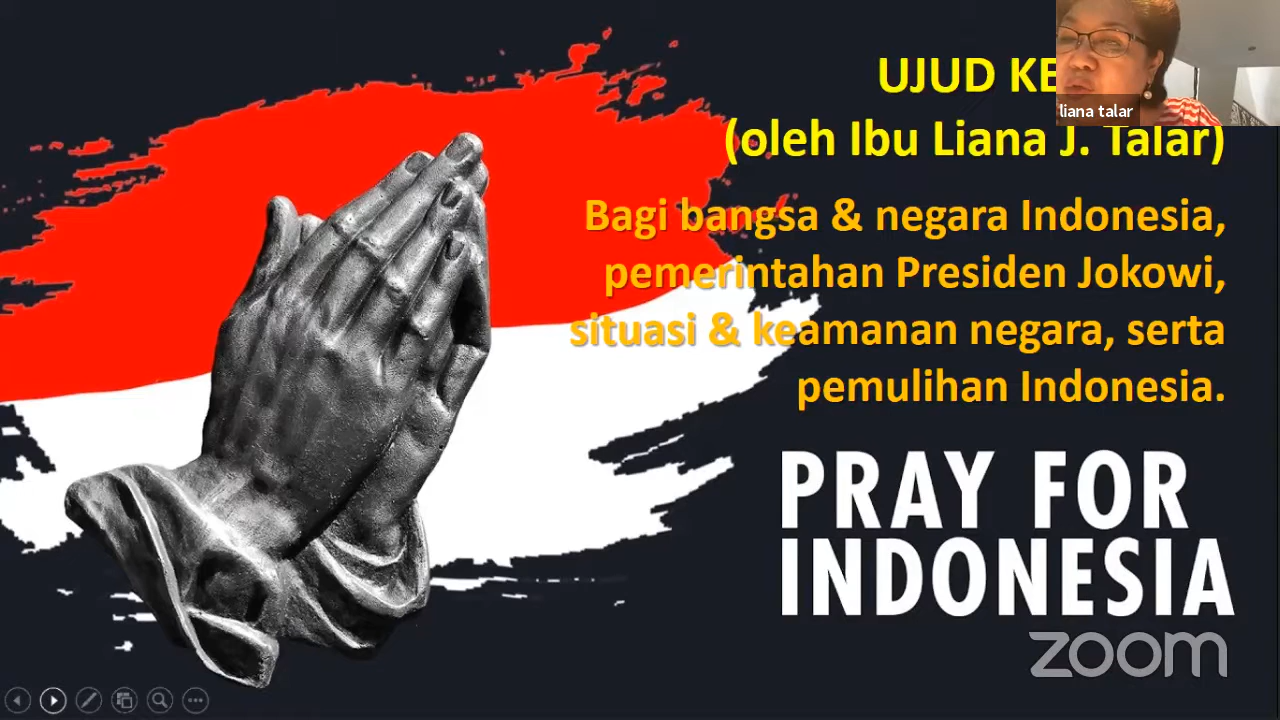 UJUD
(oleh Ibu Liana J. Talar)
liana talar
Bagi bangsa & negara Indonesia,
pemerintahan Presiden Jokowi,
situasi & keamanan negara, serta
pemulihan Indonesia.
PRAY FOR
INDONESIA
zoom